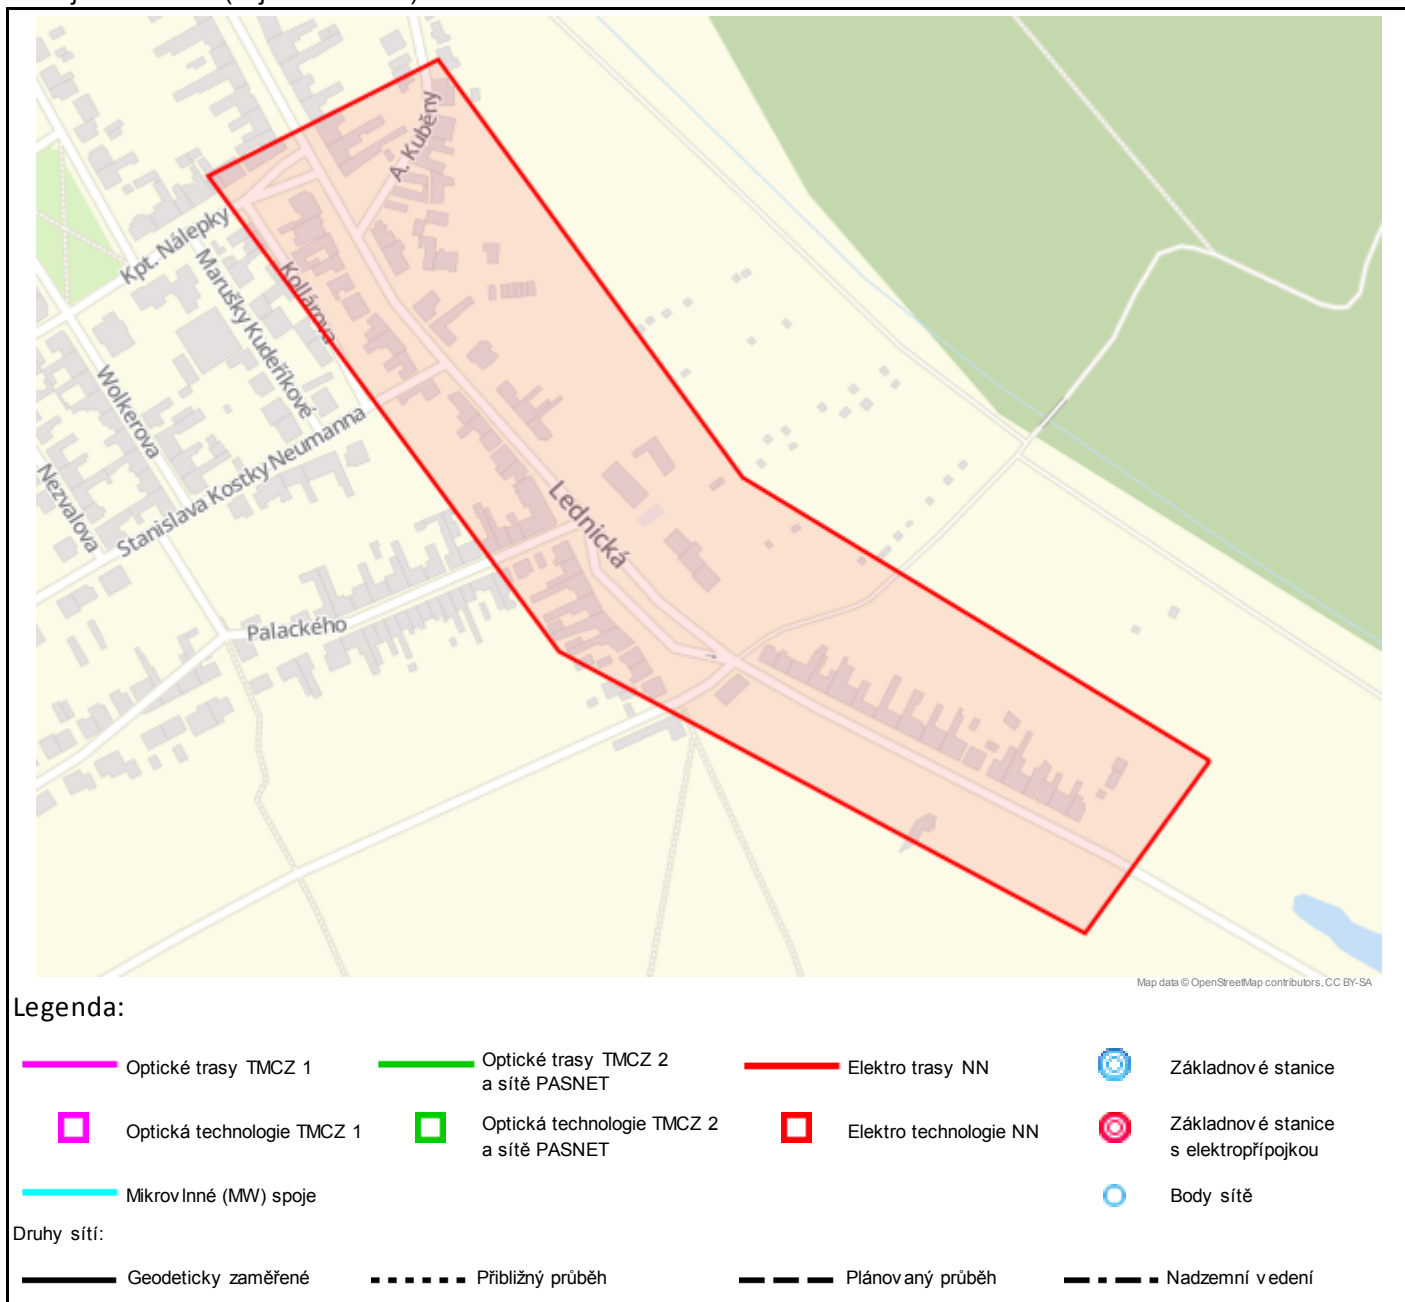 A. Kuběny
Kpt. Nálepky
Marušky Kudeříkové
Kollárova
Wolkerova
Nezvalova
Stanislava Kostky Neumanna
Lednická
Palackého
Map data © OpenStreetMap contributors, CC BY-SA
Legenda:
Optické trasy TMCZ 1
Optické trasy TMCZ 2
a sítě PASNET
Elektro trasy NN
Základnové stanice
Optická technologie TMCZ 1
Optická technologie TMCZ 2
a sítě PASNET
Elektro technologie NN
Základnové stanice
s elektropřípojkou
Mikrovlnné (MW) spoje
Body sítě
Druhy sítí:
Geodeticky zaměřené
Přibližný průběh
Plánovaný průběh
Nadzemní vedení